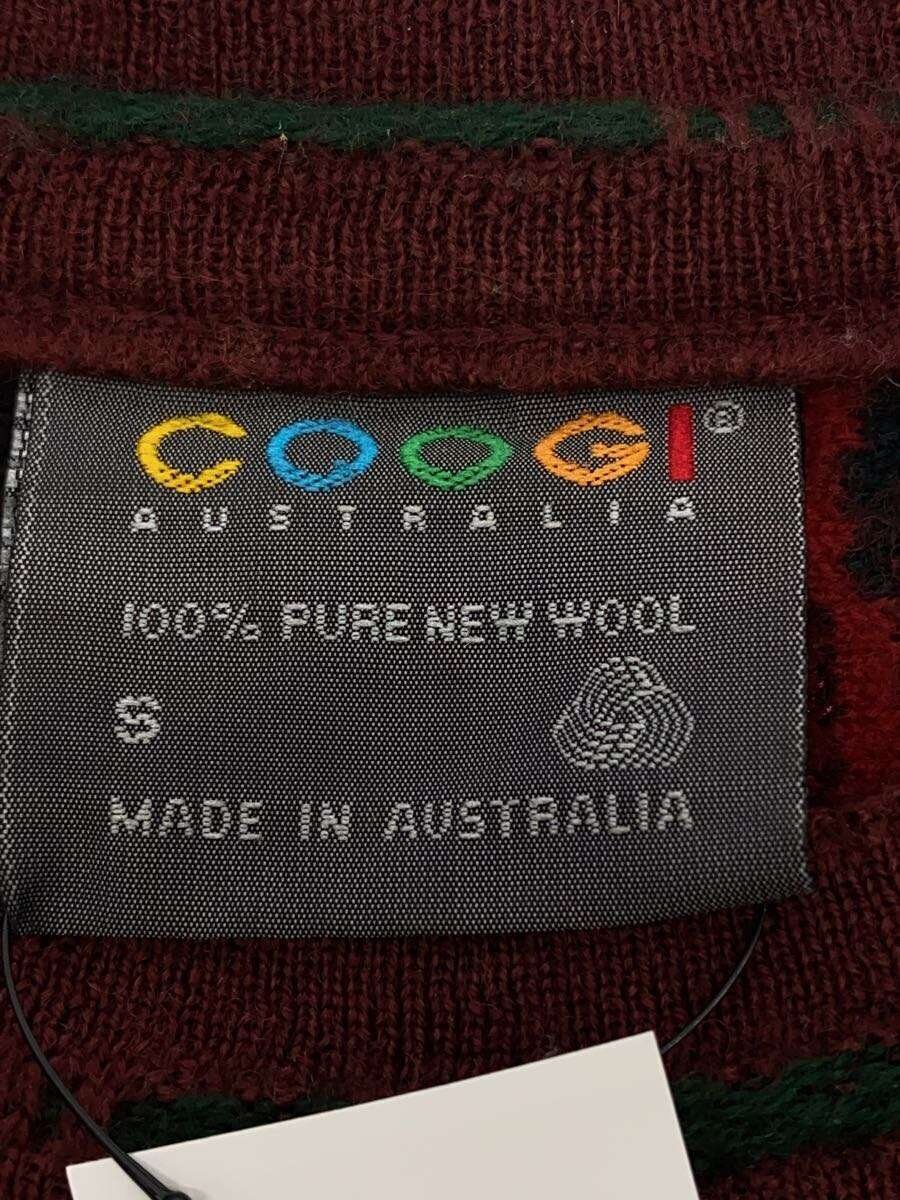 COOGI®
AUSTRALIA
100% PURE NEW WOOL
S
MADE IN AUSTRALIA